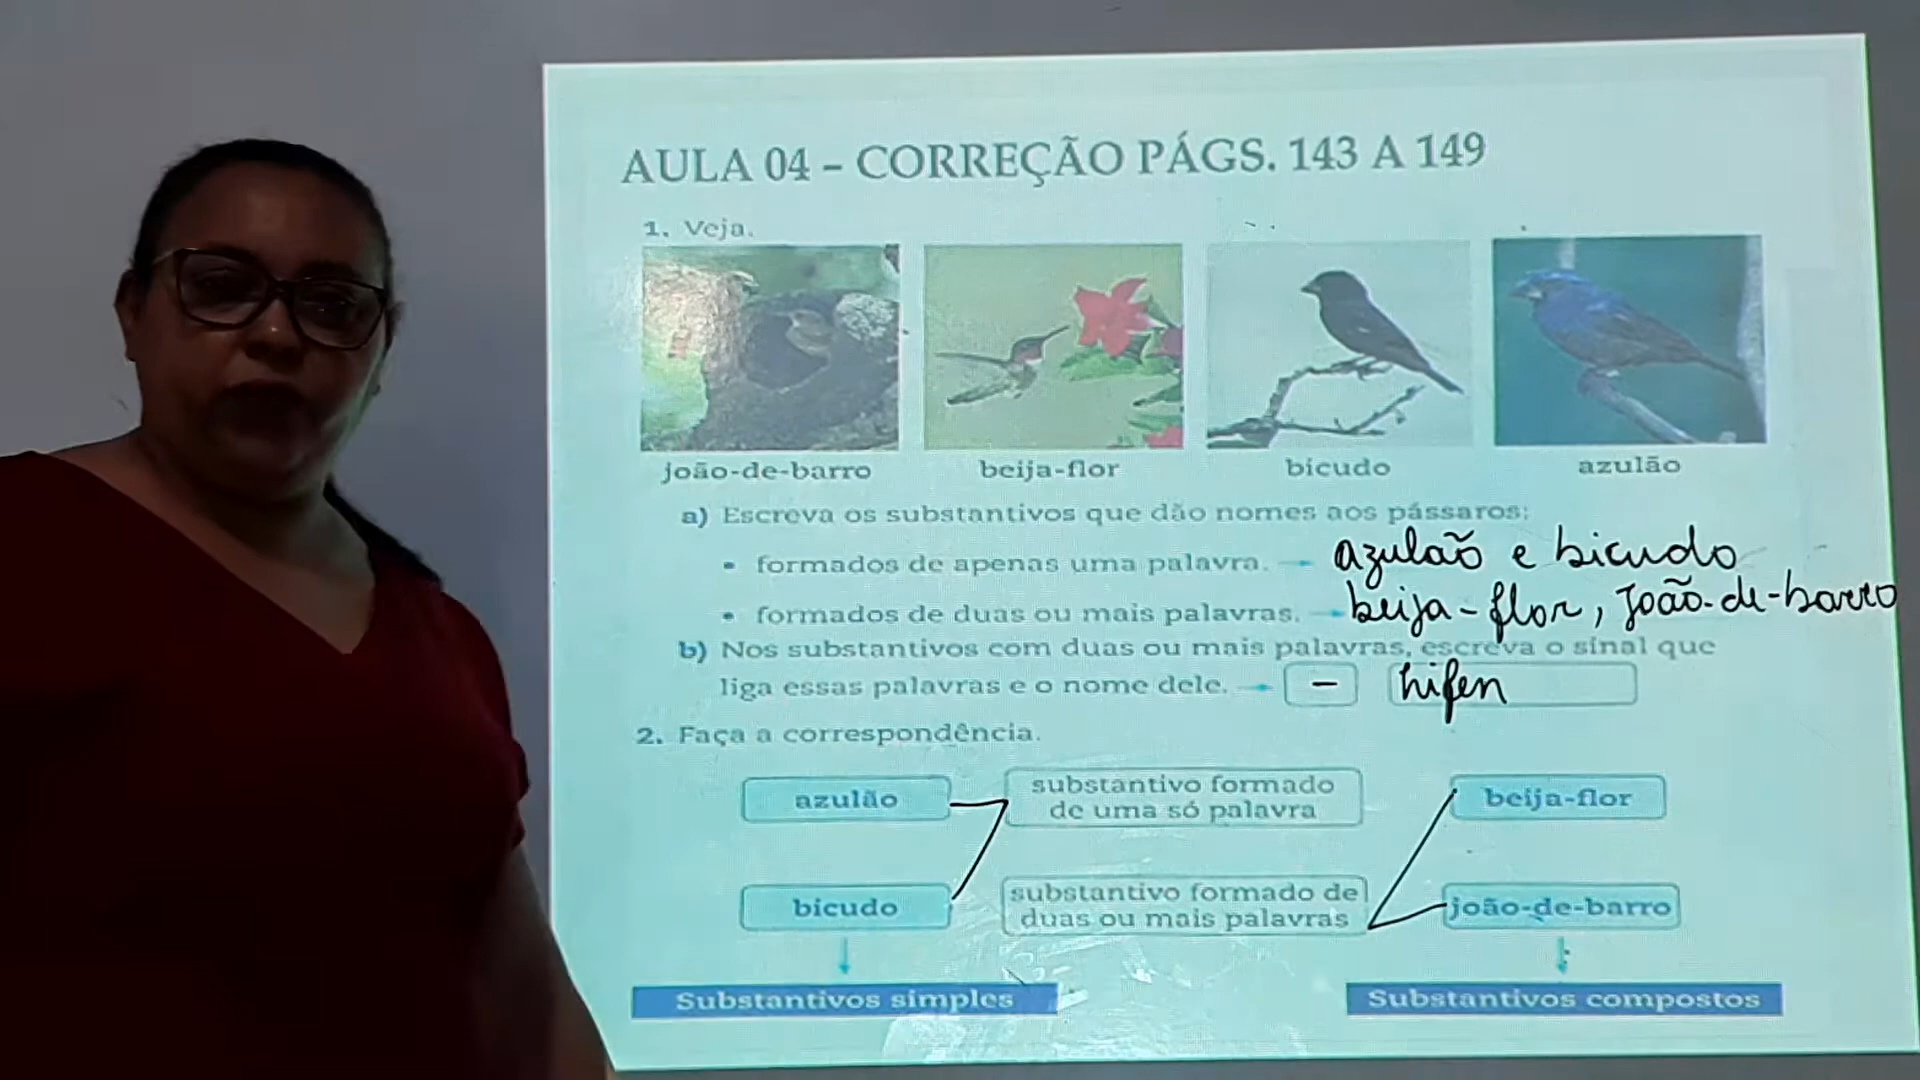 AULA 04 – CORREÇÃO PÁGS. 143 A 149
1. Veja.
joão-de-barro beija-flor bicudo azulão
a) Escreva os substantivos que dão nomes aos pássaros:
• formados de apenas uma palavra. → azulão e bicudo
• formados de duas ou mais palavras. → beija-flor, João-de-barro
b) Nos substantivos com duas ou mais palavras, escreva o sinal que
liga essas palavras e o nome dele. → – hifen
2. Faça a correspondência.
azulão
substantivo formado
de uma só palavra
beija-flor
bicudo
substantivo formado de
duas ou mais palavras
joão-de-barro
Substantivos simples
Substantivos compostos